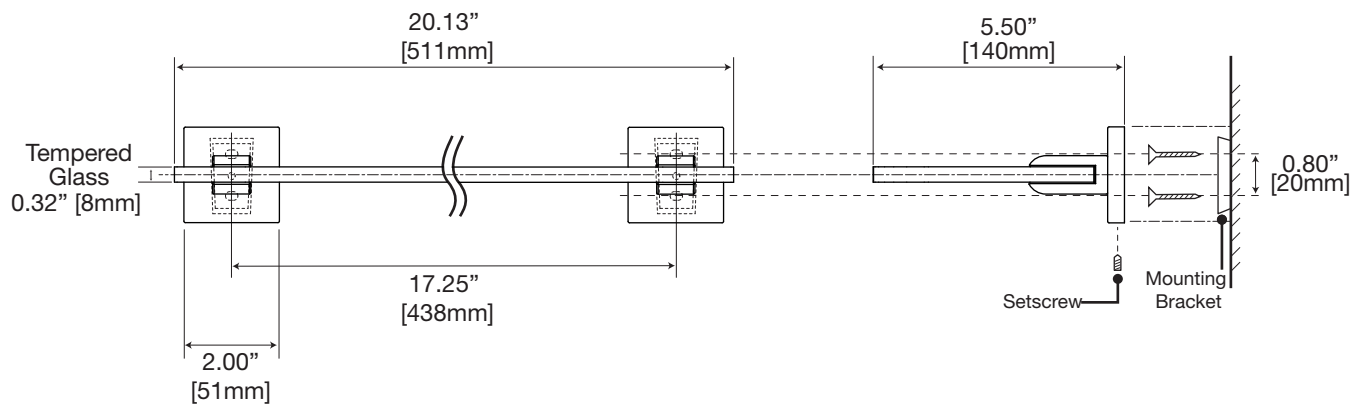 20.13”
[511mm]
5.50”
[140mm]
Tempered
Glass
0.32” [8mm]
0.80”
[20mm]
17.25”
[438mm]
Setscrew
Mounting
Bracket
2.00”
[51mm]